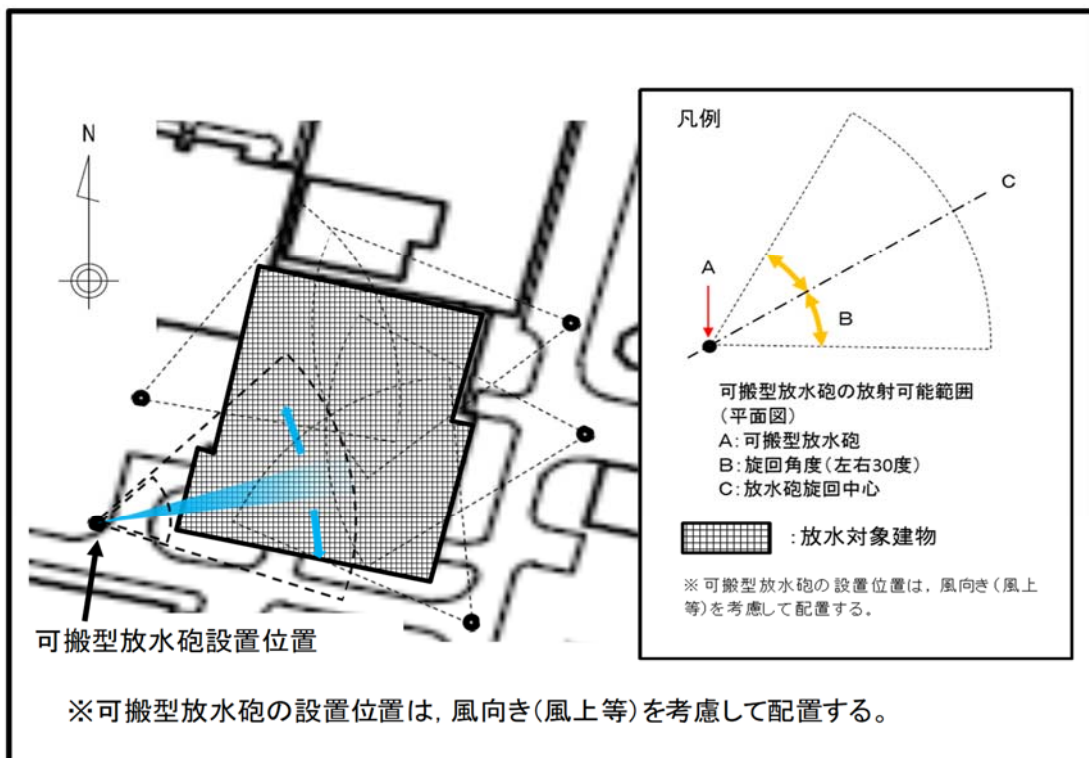 N
可搬型放水砲設置位置
凡例
C
A
B
可搬型放水砲の放射可能範囲
(平面図)
A:可搬型放水砲
B:旋回角度(左右30度)
C:放水砲旋回中心
:放水対象建物
※可搬型放水砲の設置位置は,風向き(風上
等)を考慮して配置する。
※可搬型放水砲の設置位置は,風向き(風上等)を考慮して配置する。